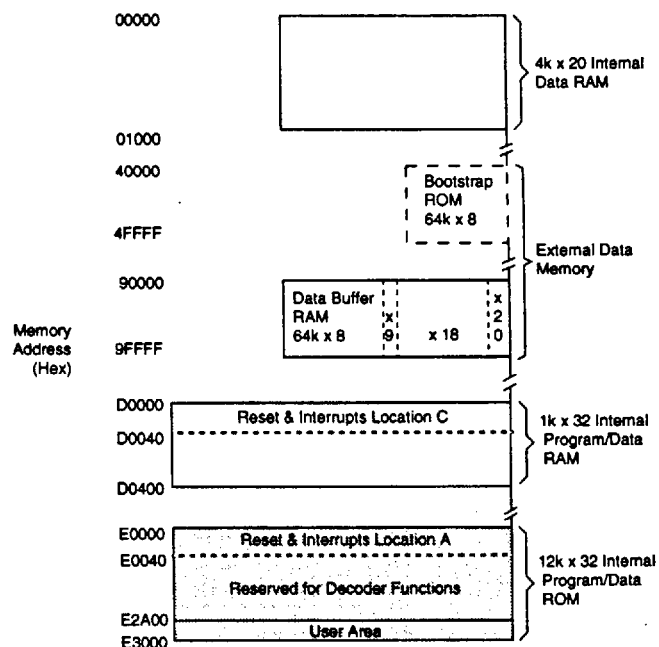 00000
4k x 20 Internal
Data RAM
01000
40000
Bootstrap
ROM
64k x 8
4FFFF
External Data
Memory
90000
Data Buffer
RAM
64k x 8
x
9
x 18
x
2
0
Memory
Address
(Hex)
9FFFF
D0000
Reset & Interrupts Location C
D0040
1k x 32 Internal
Program/Data
RAM
D0400
E0000
Reset & Interrupts Location A
E0040
Reserved for Decoder Functions
12k x 32 Internal
Program/Data
ROM
E2A00
User Area
E3000